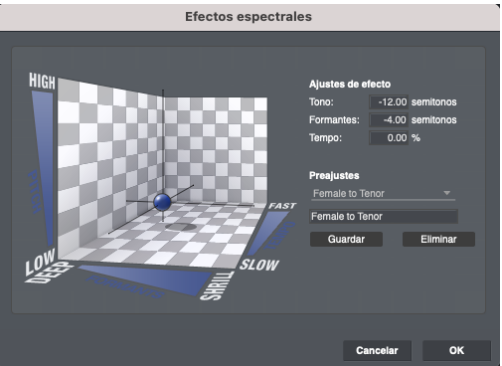 Efectos espectrales
HIGH
Ajustes de efecto
Tono: -12.00 semitonos
Formantes: -4.00 semitonos
Tempo: 0.00 %
Preajustes
Female to Tenor
FAST
Female to Tenor
Guardar Eliminar
LOW
DEEP
SLOW
SHRILL
Cancelar OK